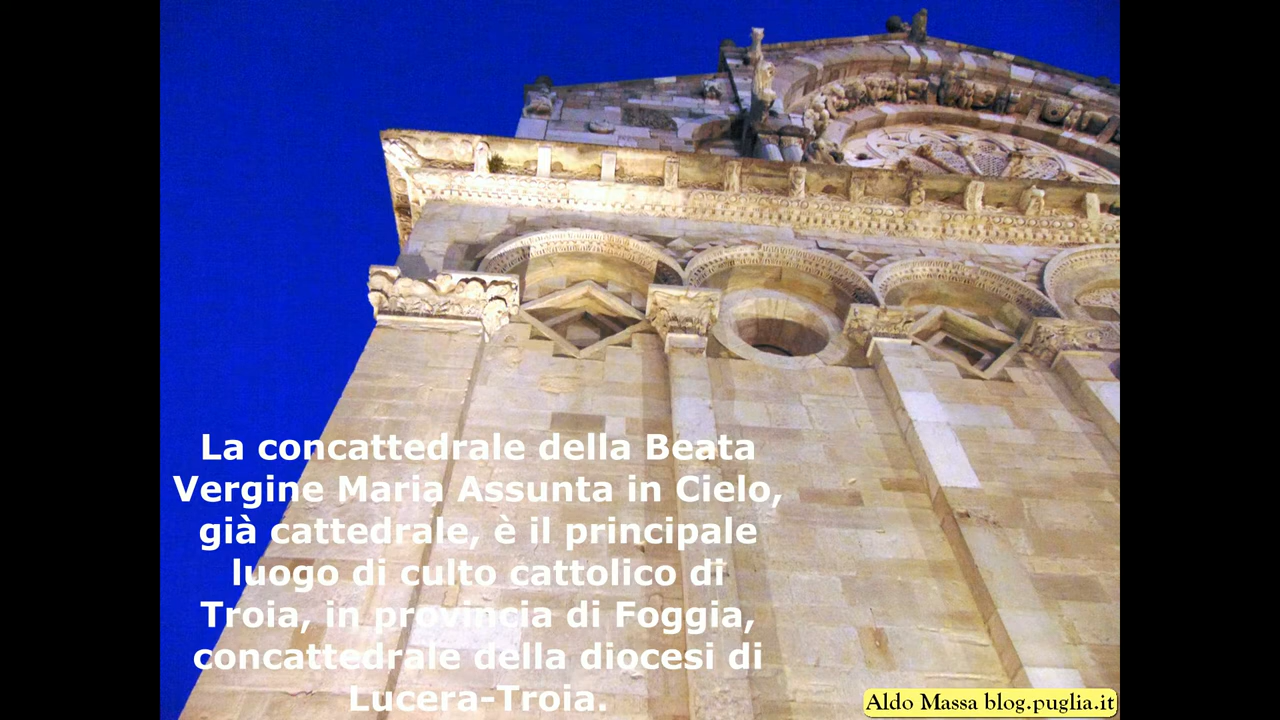 La concattedrale della Beata
Vergine Maria Assunta in Cielo,
già cattedrale, è il principale
luogo di culto cattolico di
Troia, in provincia di Foggia,
concattedrale della diocesi di
Lucera-Troia.
Aldo Massa blog.puglia.it